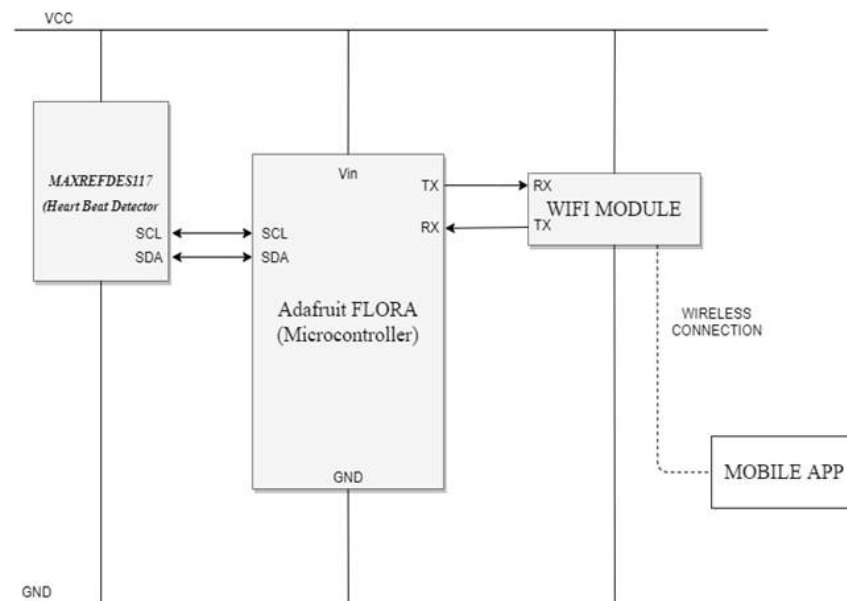 VCC
MAXREFDES117
(Heart Beat Detector
SCL
SDA
Vin
TX
RX
SCL
SDA
Adafruit FLORA
(Microcontroller)
GND
RX
WIFI MODULE
TX
WIRELESS
CONNECTION
MOBILE APP
GND